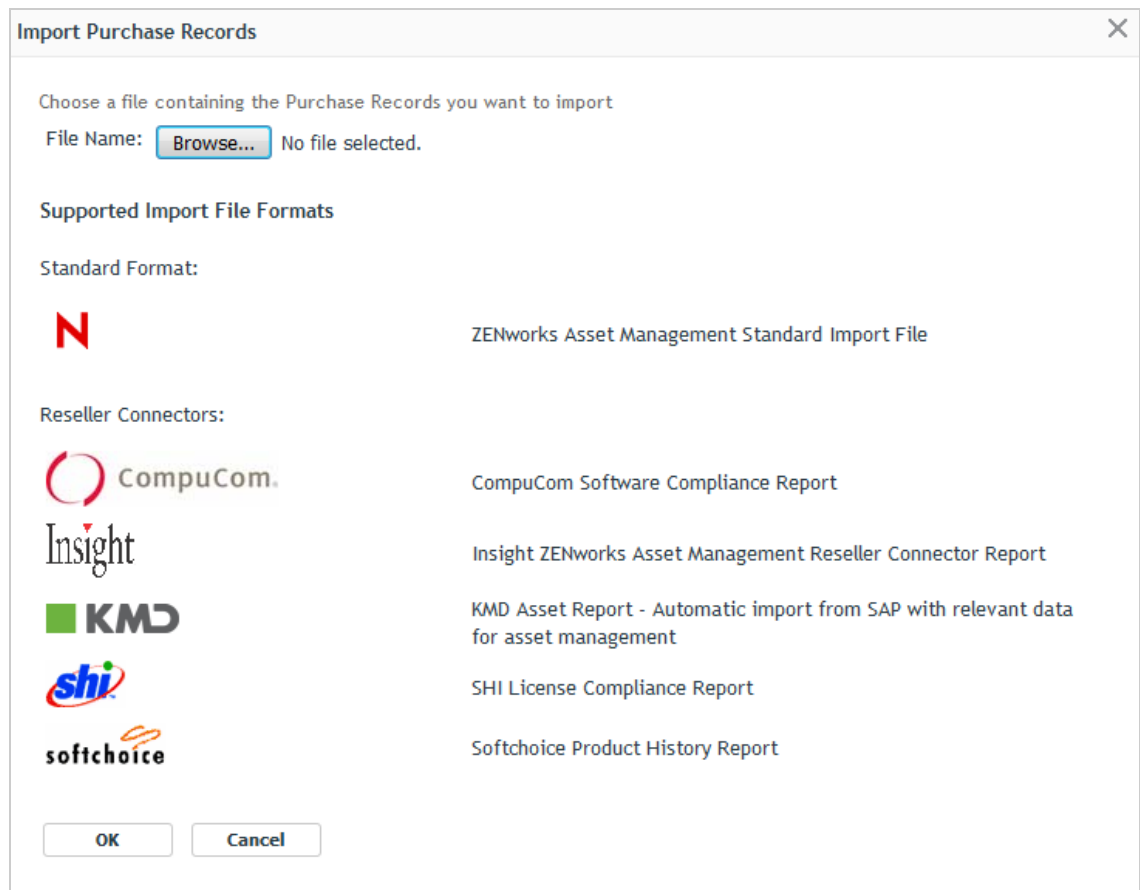 Import Purchase Records
Choose a file containing the Purchase Records you want to import
File Name: Browse... No file selected.
Supported Import File Formats
Standard Format:
N ZENworks Asset Management Standard Import File
Reseller Connectors:
CompuCom. CompuCom Software Compliance Report
Insight Insight ZENworks Asset Management Reseller Connector Report
KMD KMD Asset Report - Automatic import from SAP with relevant data
for asset management
shi SHI License Compliance Report
softchoice Softchoice Product History Report
OK Cancel